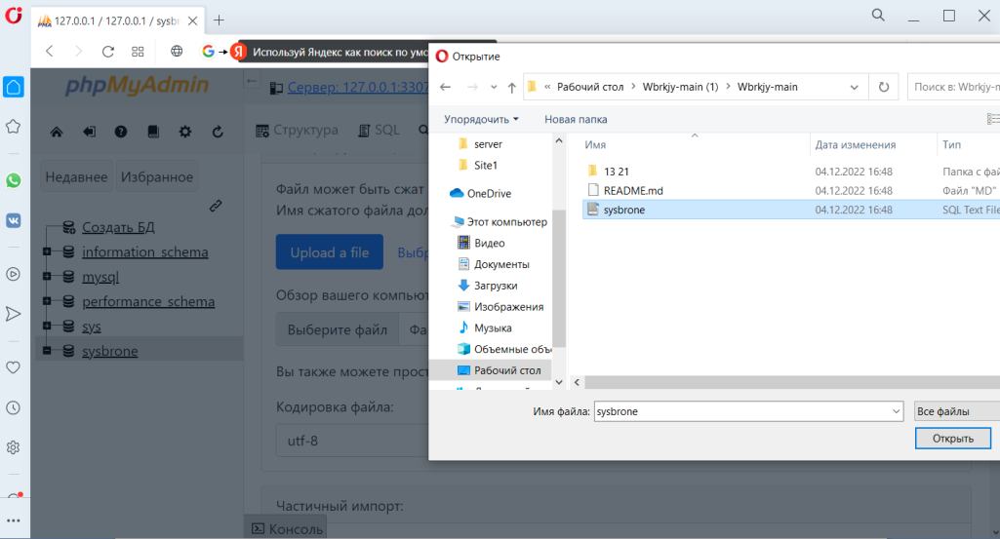 127.0.0.1 / 127.0.0.1 / sysbr
Используй Яндекс как поиск по умо
phpMyAdmin
Недавнее
Избранное
Создать БД
information_schema
mysql
performance_schema
sys
sysbrone
Сервер: 127.0.0.1:3307
Структура
SQL
Файл может быть сжат
Имя сжатого файла дол
Upload a file
Выбр
Обзор вашего компьют
Выберите файл
Фа
Вы также можете прост
Кодировка файла:
utf-8
Частичный импорт:
Консоль
Открытие
« Рабочий стол › Wbrkjy-main (1) › Wbrkjy-main
Поиск в: Wbrkjy-m
Упорядочить
Новая папка
server
Site1
OneDrive
Этот компьютер
Видео
Документы
Загрузки
Изображения
Музыка
Объемные объ
Рабочий стол
Имя Дата изменения Тип
13 21 04.12.2022 16:48 Папка с фай
README.md 04.12.2022 16:48 Файл "MD"
sysbrone 04.12.2022 16:48 SQL Text File
Имя файла: sysbrone
Все файлы
Открыть